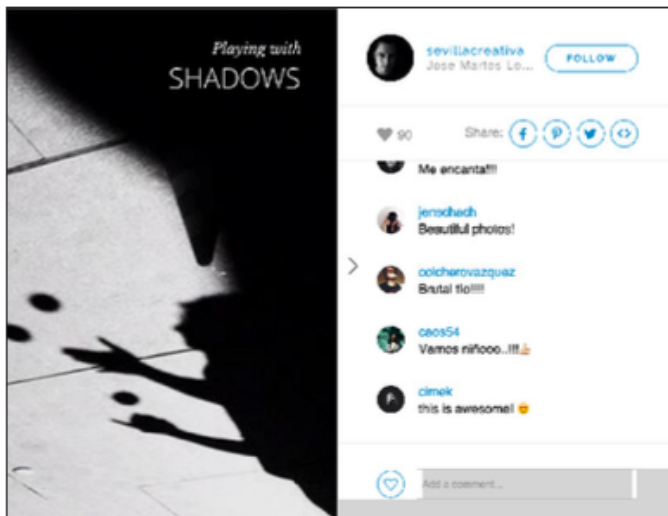 Playing with
SHADOWS
sevillacreativa
Jose Martos Lo...
FOLLOW
90
Share:
Me encanta!!!
jenschach
Beautiful photos!
colcherovazquez
Brutal tio!!!!
caos54
Vamos niñooo..!!!👍
cimek
this is awesome! 😊
Add a comment...